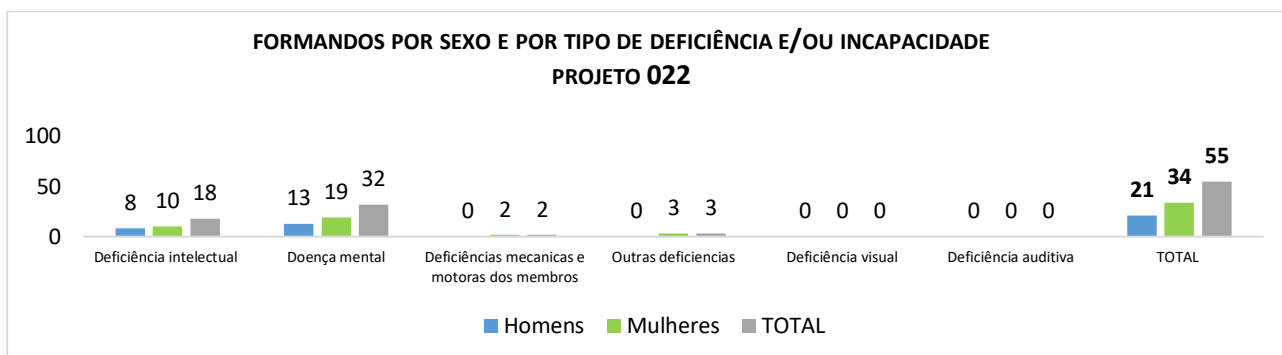 FORMANDOS POR SEXO E POR TIPO DE DEFICIÊNCIA E/OU INCAPACIDADE
PROJETO 022
100
50
0
8 10 18
13 19 32
0 2 2
0 3 3
0 0 0
0 0 0
21 34 55
Deficiência intelectual
Doença mental
Deficiências mecanicas e
motoras dos membros
Outras deficiencias
Deficiência visual
Deficiência auditiva
TOTAL
Homens Mulheres TOTAL